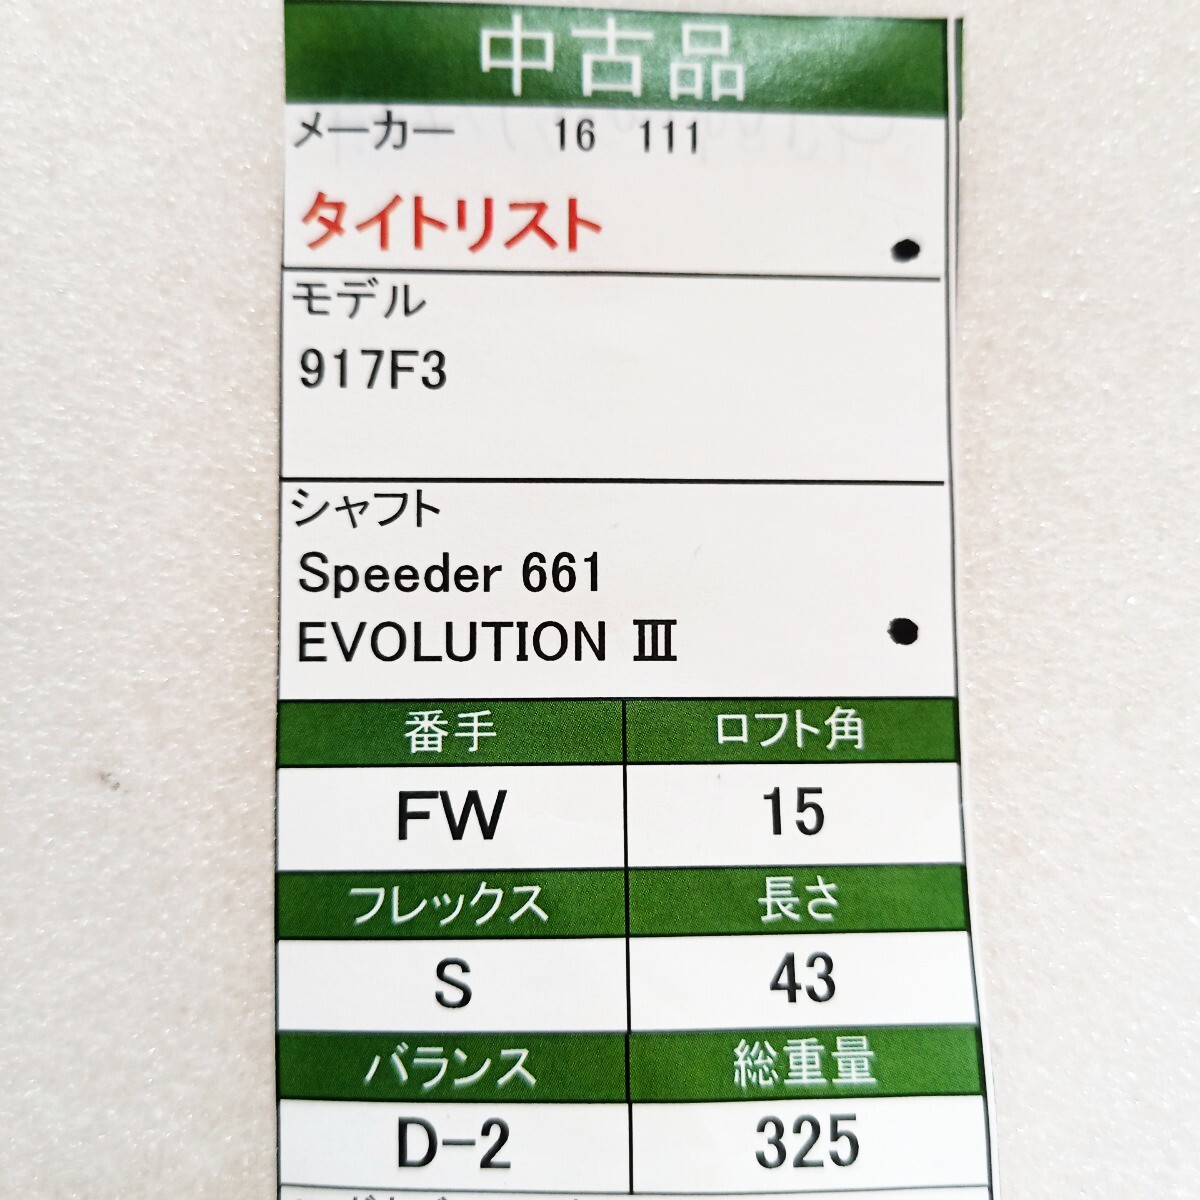 中古品
メーカー 16 111
タイトリスト
モデル
917F3
シャフト
Speeder 661
EVOLUTION Ⅲ
番手 ロフト角
FW 15
フレックス 長さ
S 43
バランス 総重量
D-2 325